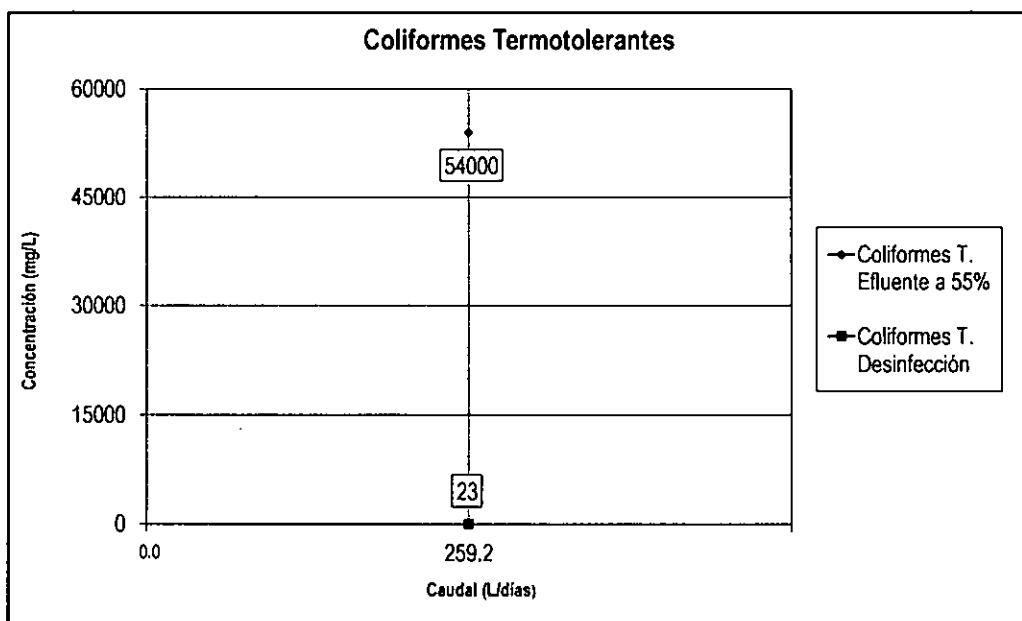 Coliformes Termotolerantes
60000
45000
30000
15000
0
Concentración (mg/L)
54000
23
0.0
259.2
Caudal (L/días)
Coliformes T.
Efluente a 55%
Coliformes T.
Desinfección